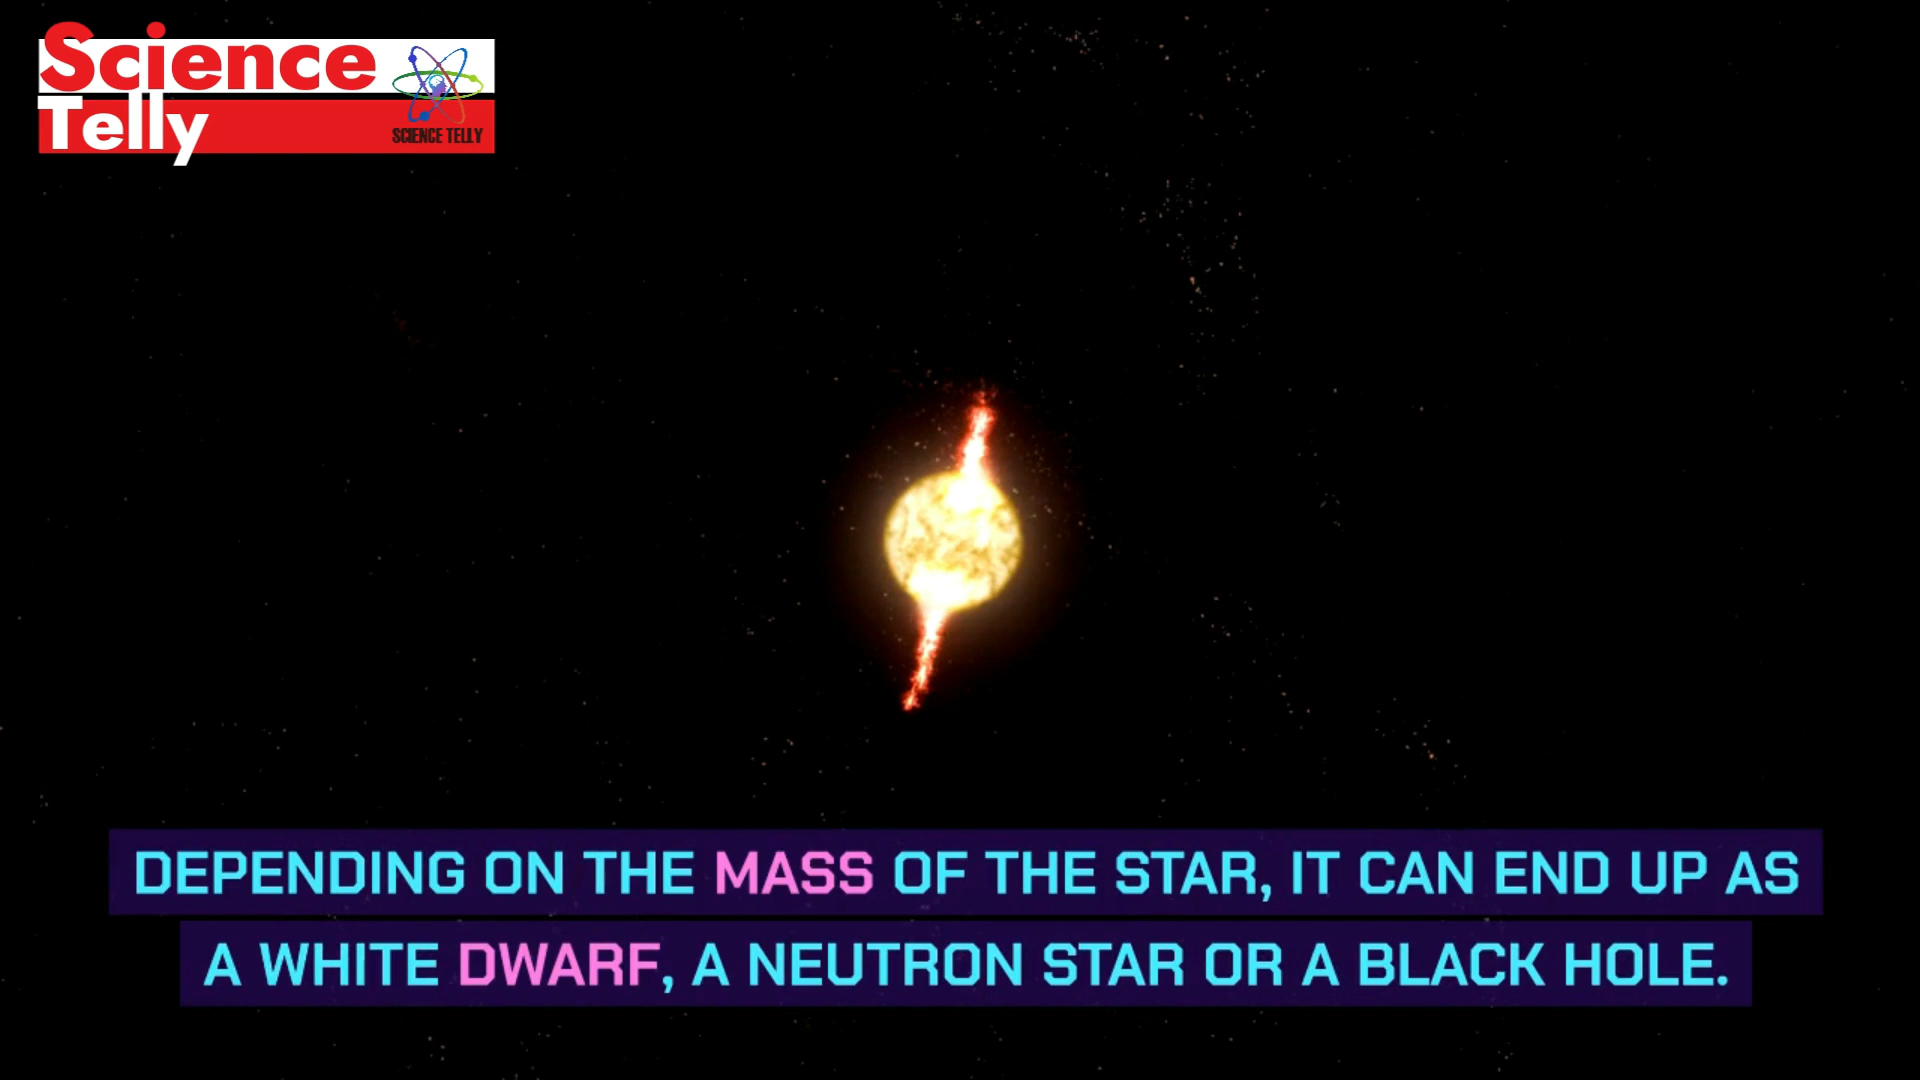 Science
Telly
SCIENCE TELLY
DEPENDING ON THE MASS OF THE STAR, IT CAN END UP AS
A WHITE DWARF, A NEUTRON STAR OR A BLACK HOLE.